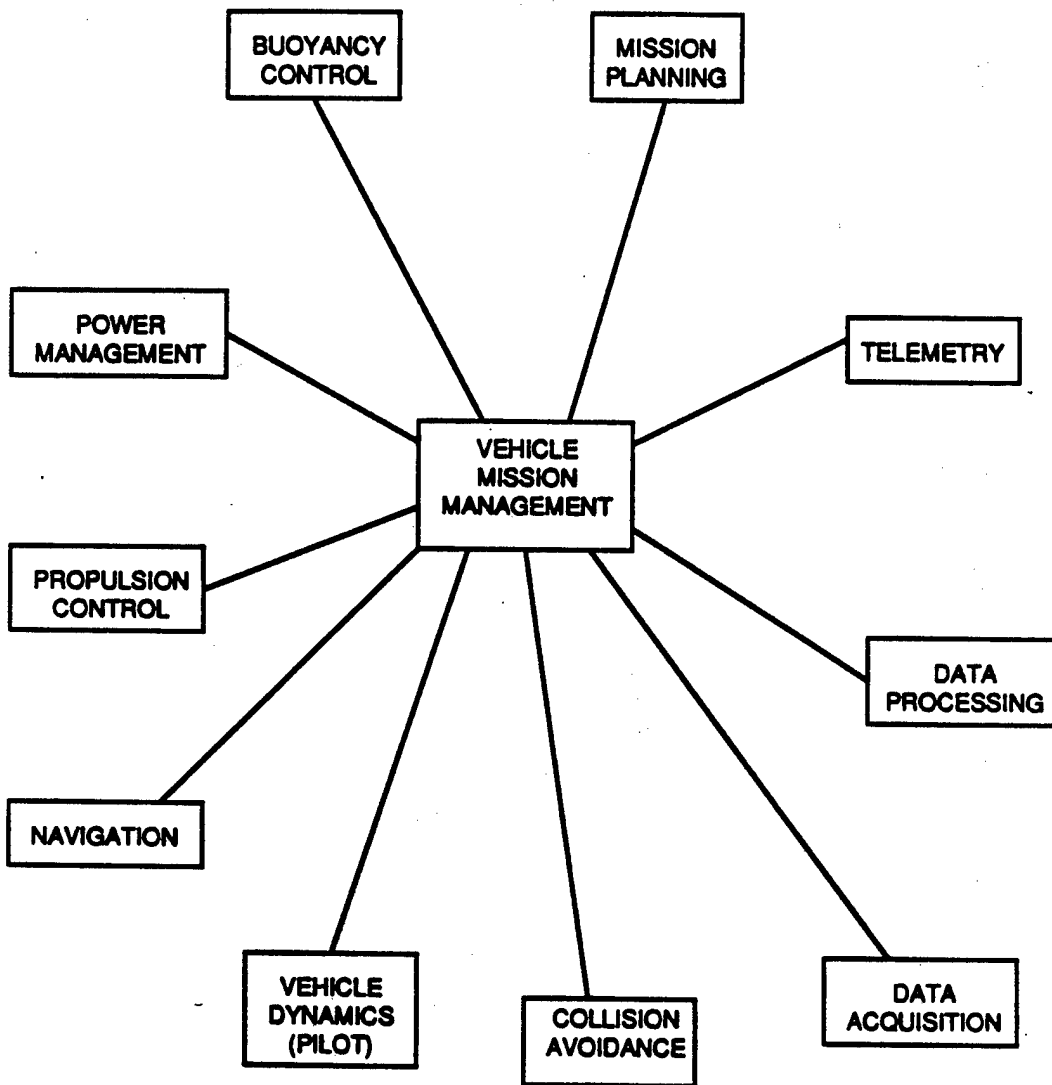 BUOYANCY
CONTROL
MISSION
PLANNING
POWER
MANAGEMENT
TELEMETRY
VEHICLE
MISSION
MANAGEMENT
PROPULSION
CONTROL
DATA
PROCESSING
NAVIGATION
VEHICLE
DYNAMICS
(PILOT)
COLLISION
AVOIDANCE
DATA
ACQUISITION